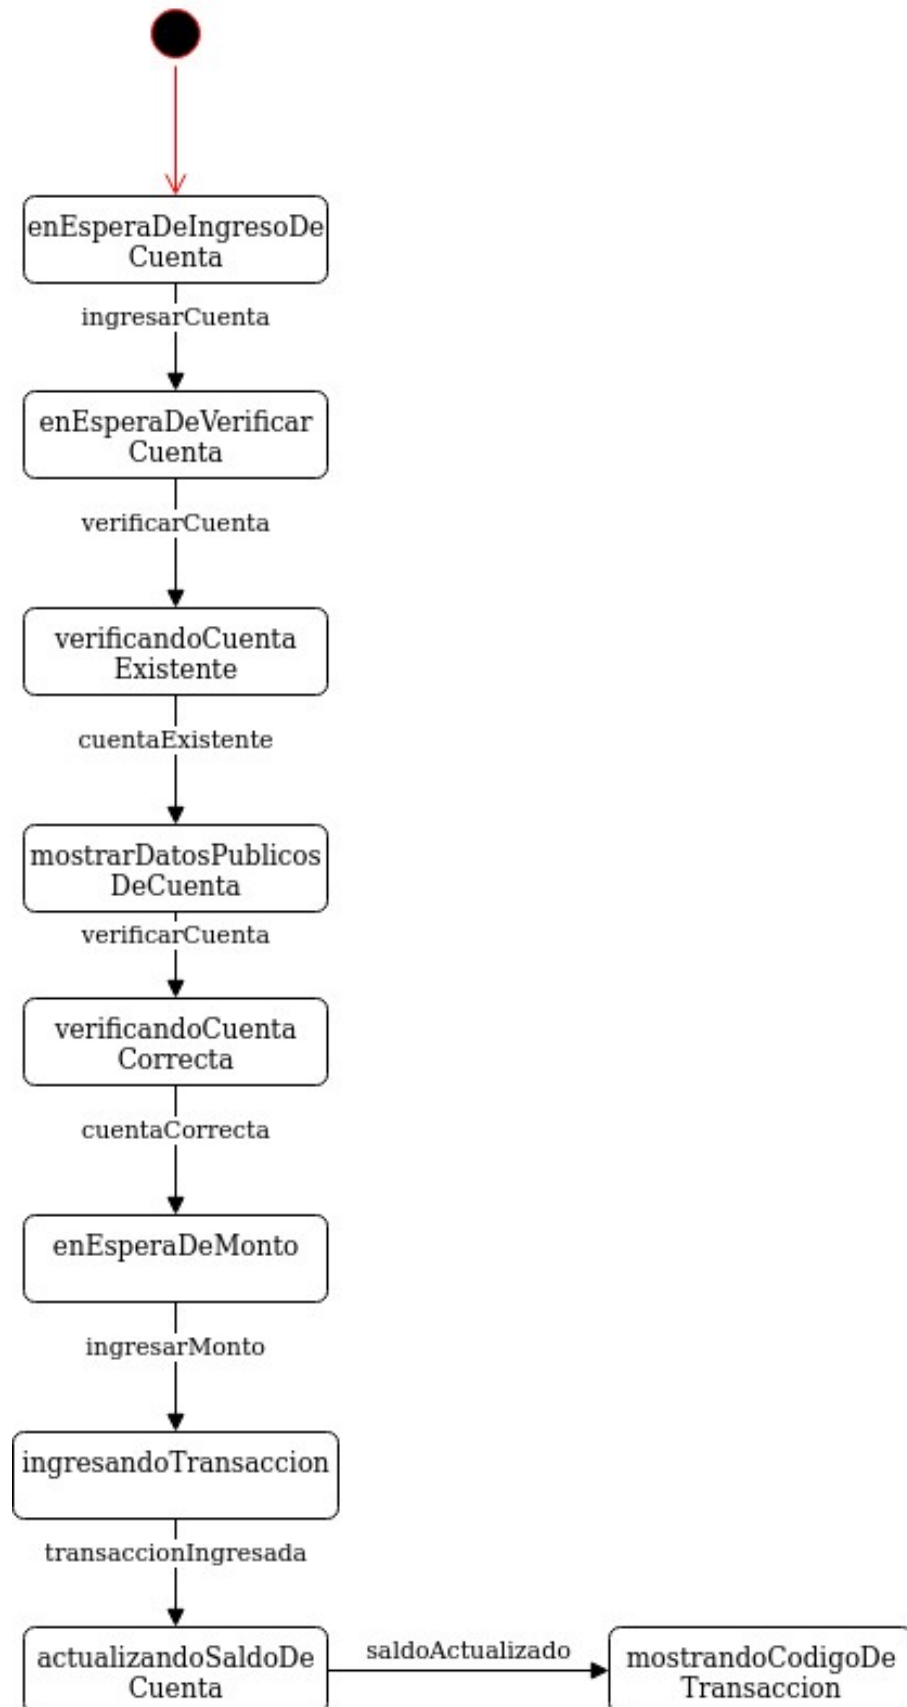 enEsperaDeIngresoDe
Cuenta
ingresarCuenta
enEsperaDeVerificar
Cuenta
verificarCuenta
verificandoCuenta
Existente
cuentaExistente
mostrarDatosPublicos
DeCuenta
verificarCuenta
verificandoCuenta
Correcta
cuentaCorrecta
enEsperaDeMonto
ingresarMonto
ingresandoTransaccion
transaccionIngresada
actualizandoSaldoDe
Cuenta
saldoActualizado
mostrandoCodigoDe
Transaccion